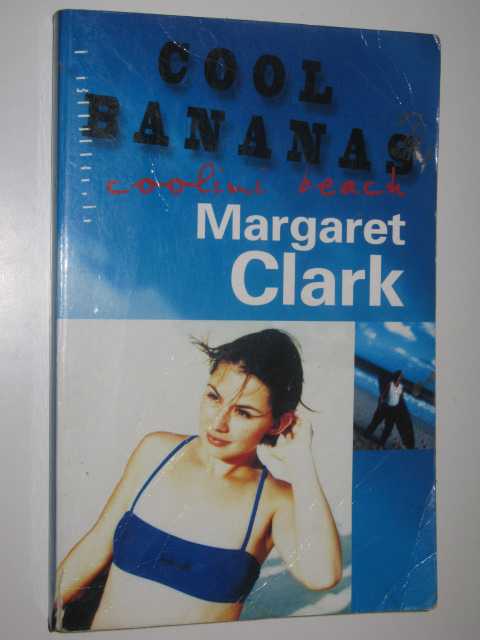 COOL
BANANAS
coolini beach
Margaret
Clark